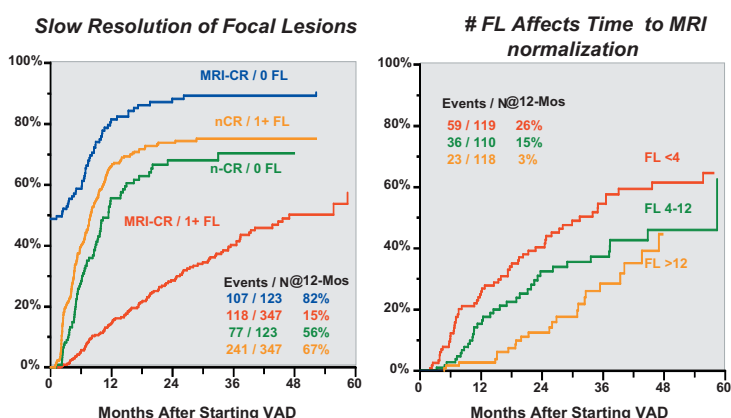 Slow Resolution of Focal Lesions
100%
80%
60%
40%
20%
0%
MRI-CR / 0 FL
nCR / 1+ FL
n-CR / 0 FL
MRI-CR / 1+ FL
Events / N@12-Mos
107 / 123 82%
118 / 347 15%
77 / 123 56%
241 / 347 67%
0 12 24 36 48 60
Months After Starting VAD
# FL Affects Time to MRI
normalization
100%
80%
60%
40%
20%
0%
Events / N@12-Mos
59 / 119 26%
36 / 110 15%
23 / 118 3%
FL <4
FL 4-12
FL >12
0 12 24 36 48 60
Months After Starting VAD